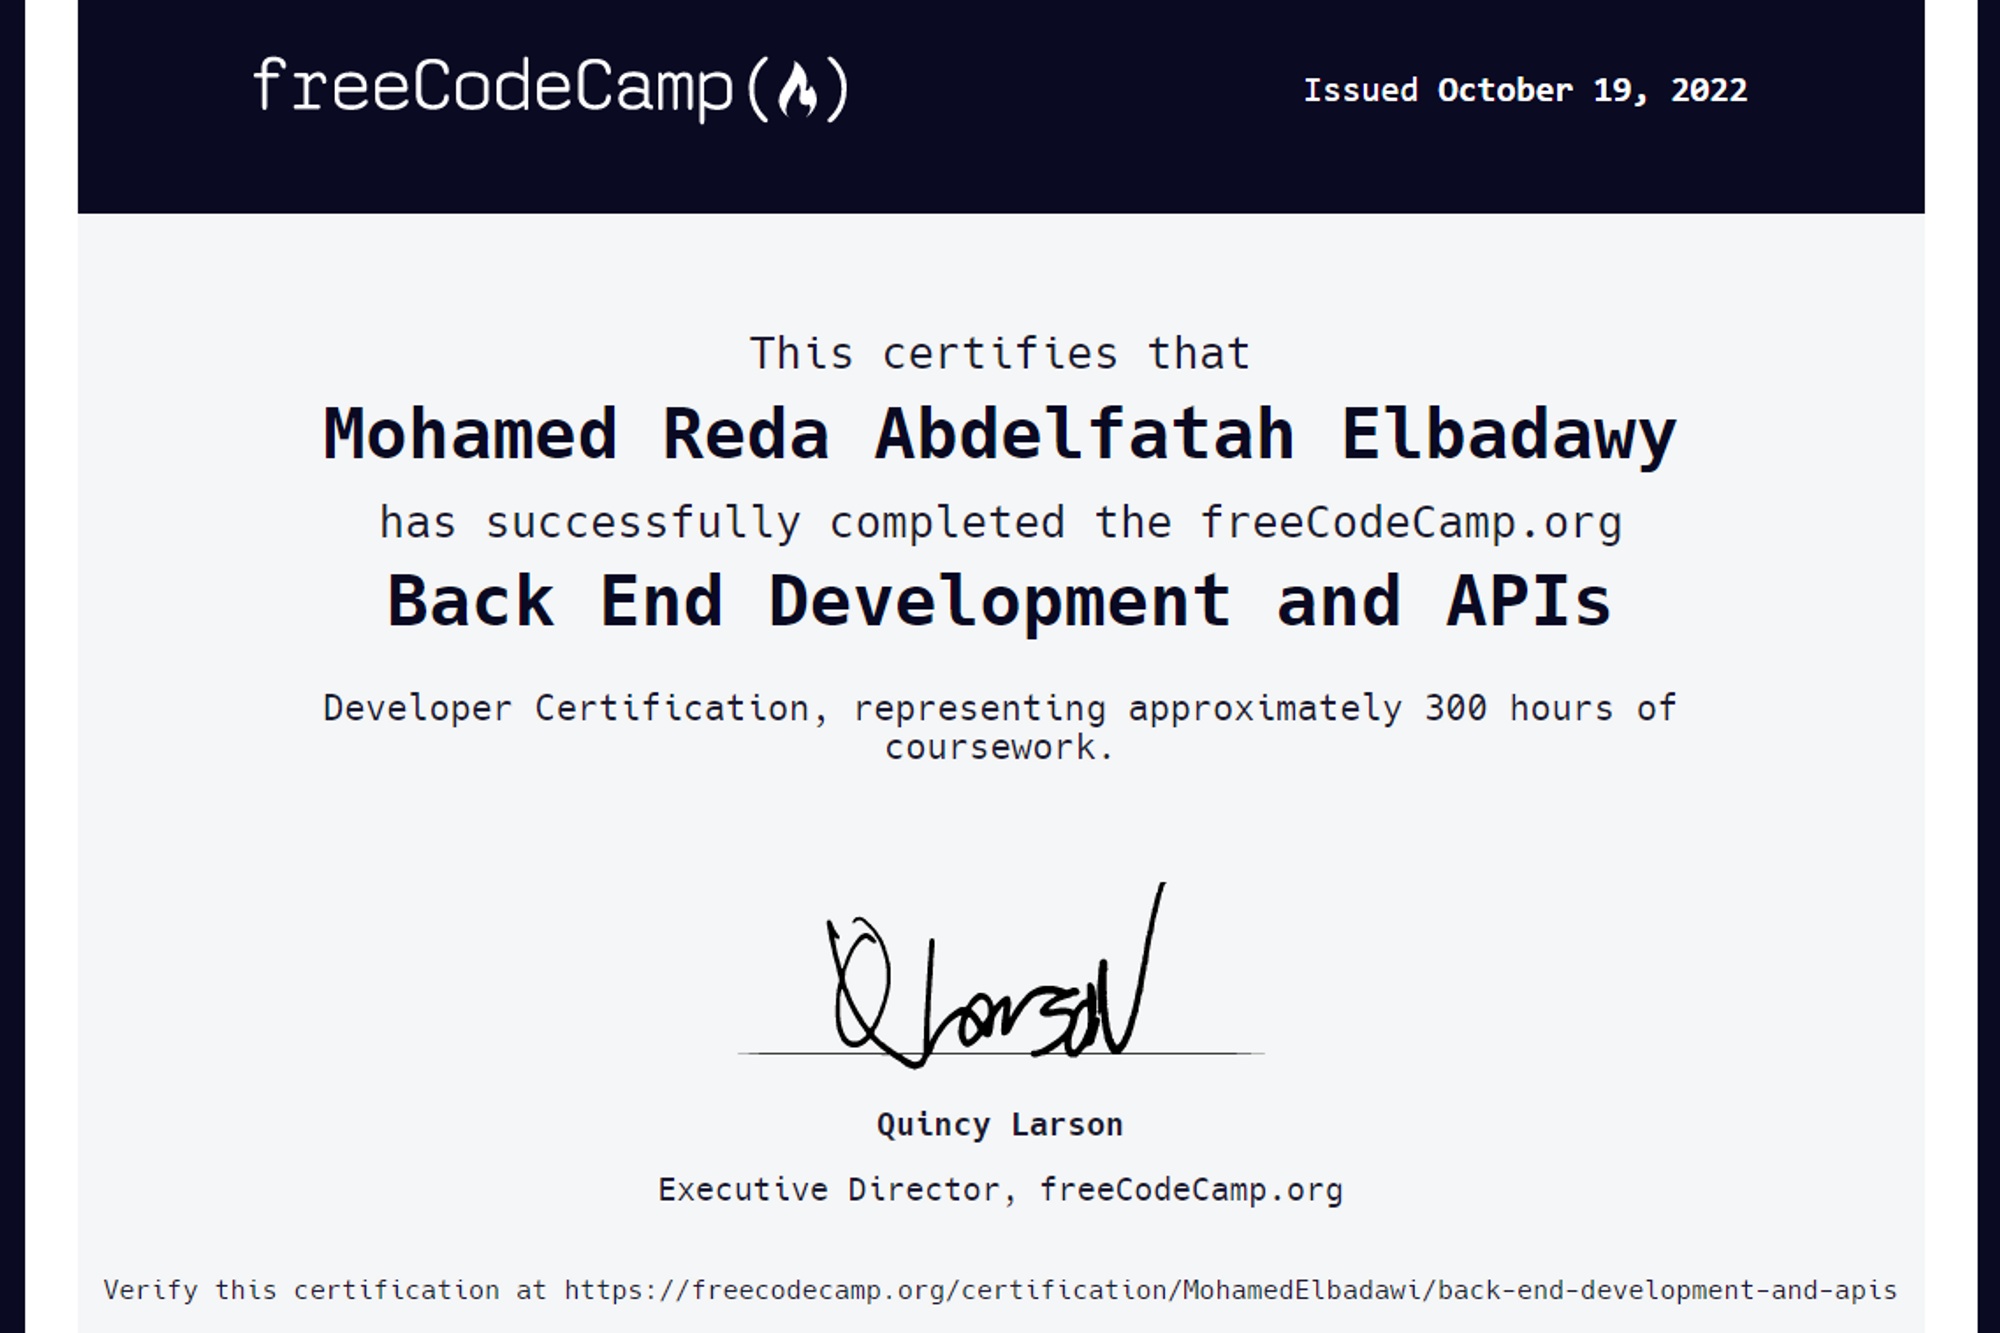 freeCodeCamp(🔥)
Issued October 19, 2022
This certifies that
Mohamed Reda Abdelfatah Elbadawy
has successfully completed the freeCodeCamp.org
Back End Development and APIs
Developer Certification, representing approximately 300 hours of
coursework.
Q Larson
Quincy Larson
Executive Director, freeCodeCamp.org
Verify this certification at https://freecodecamp.org/certification/MohamedElbadawi/back-end-development-and-apis